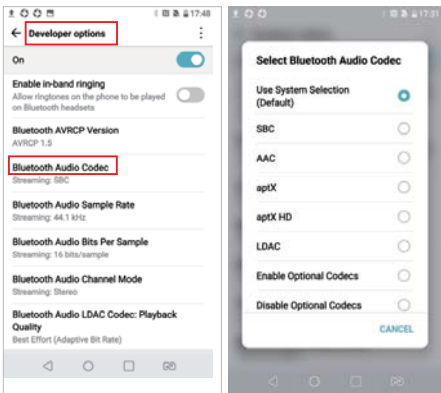 17:48
Developer options
On
Enable in-band ringing
Allow ringtones on the phone to be played
on Bluetooth headsets
Bluetooth AVRCP Version
AVRCP 1.5
Bluetooth Audio Codec
Streaming: SBC
Bluetooth Audio Sample Rate
Streaming: 44.1 kHz
Bluetooth Audio Bits Per Sample
Streaming: 16 bits/sample
Bluetooth Audio Channel Mode
Streaming: Stereo
Bluetooth Audio LDAC Codec: Playback
Quality
Best Effort (Adaptive Bit Rate)
17:31
Select Bluetooth Audio Codec
Use System Selection
(Default)
SBC
AAC
aptX
aptX HD
LDAC
Enable Optional Codecs
Disable Optional Codecs
CANCEL